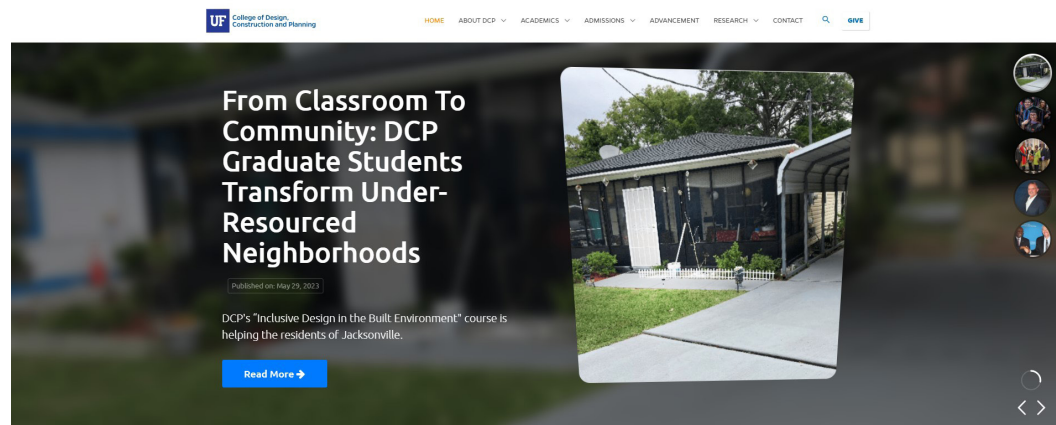 UF
College of Design,
Construction and Planning
HOME ABOUT DCP ACADEMICS ADMISSIONS ADVANCEMENT RESEARCH CONTACT GIVE
From Classroom To
Community: DCP
Graduate Students
Transform Under-
Resourced
Neighborhoods
Published on: May 29, 2023
DCP's "Inclusive Design in the Built Environment" course is
helping the residents of Jacksonville.
Read More